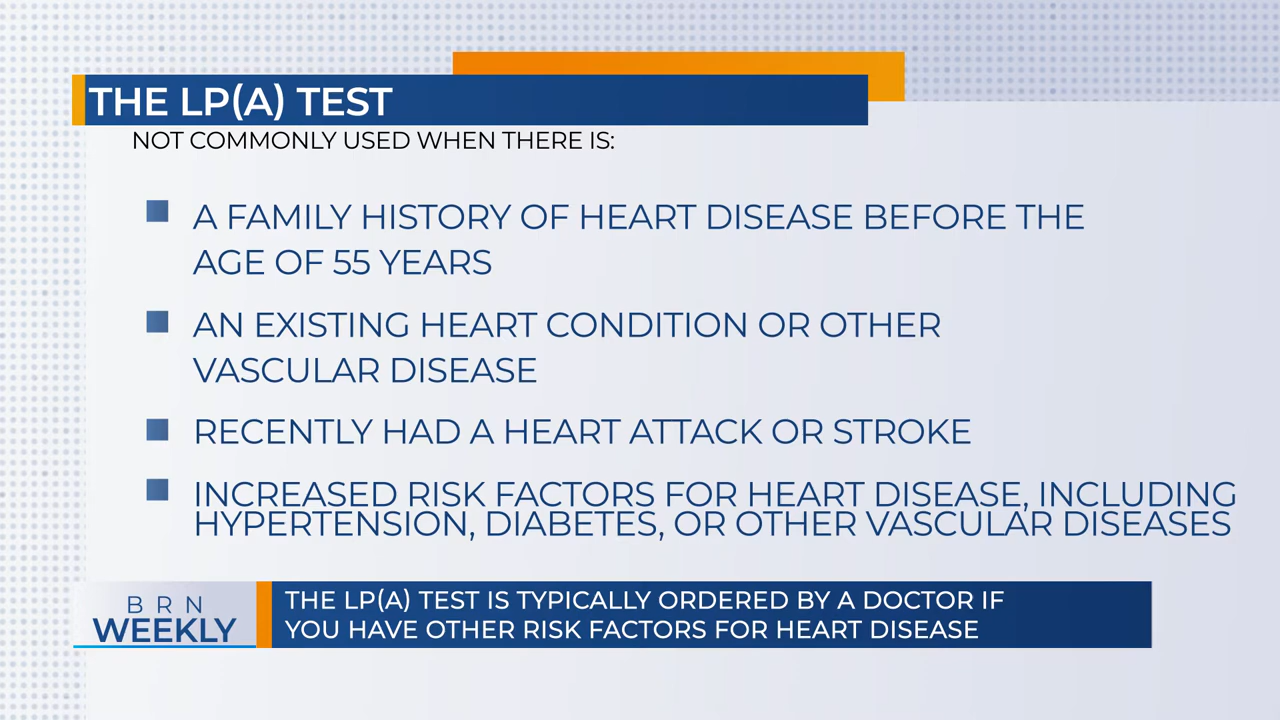 THE LP(A) TEST
NOT COMMONLY USED WHEN THERE IS:
A FAMILY HISTORY OF HEART DISEASE BEFORE THE
AGE OF 55 YEARS
AN EXISTING HEART CONDITION OR OTHER
VASCULAR DISEASE
RECENTLY HAD A HEART ATTACK OR STROKE
INCREASED RISK FACTORS FOR HEART DISEASE, INCLUDING
HYPERTENSION, DIABETES, OR OTHER VASCULAR DISEASES
BRN
WEEKLY
THE LP(A) TEST IS TYPICALLY ORDERED BY A DOCTOR IF
YOU HAVE OTHER RISK FACTORS FOR HEART DISEASE